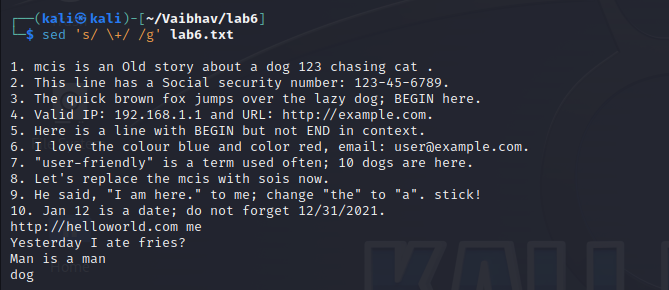 ┌──(kali㉿kali)-[~/Vaibhav/lab6]
└─$ sed 's/ \+/ /g' lab6.txt
1. mcis is an Old story about a dog 123 chasing cat .
2. This line has a Social security number: 123-45-6789.
3. The quick brown fox jumps over the lazy dog; BEGIN here.
4. Valid IP: 192.168.1.1 and URL: http://example.com.
5. Here is a line with BEGIN but not END in context.
6. I love the colour blue and color red, email: user@example.com.
7. "user-friendly" is a term used often; 10 dogs are here.
8. Let's replace the mcis with sois now.
9. He said, "I am here." to me; change "the" to "a". stick!
10. Jan 12 is a date; do not forget 12/31/2021.
http://helloworld.com me
Yesterday I ate fries?
Man is a man
Home
dog
KALI